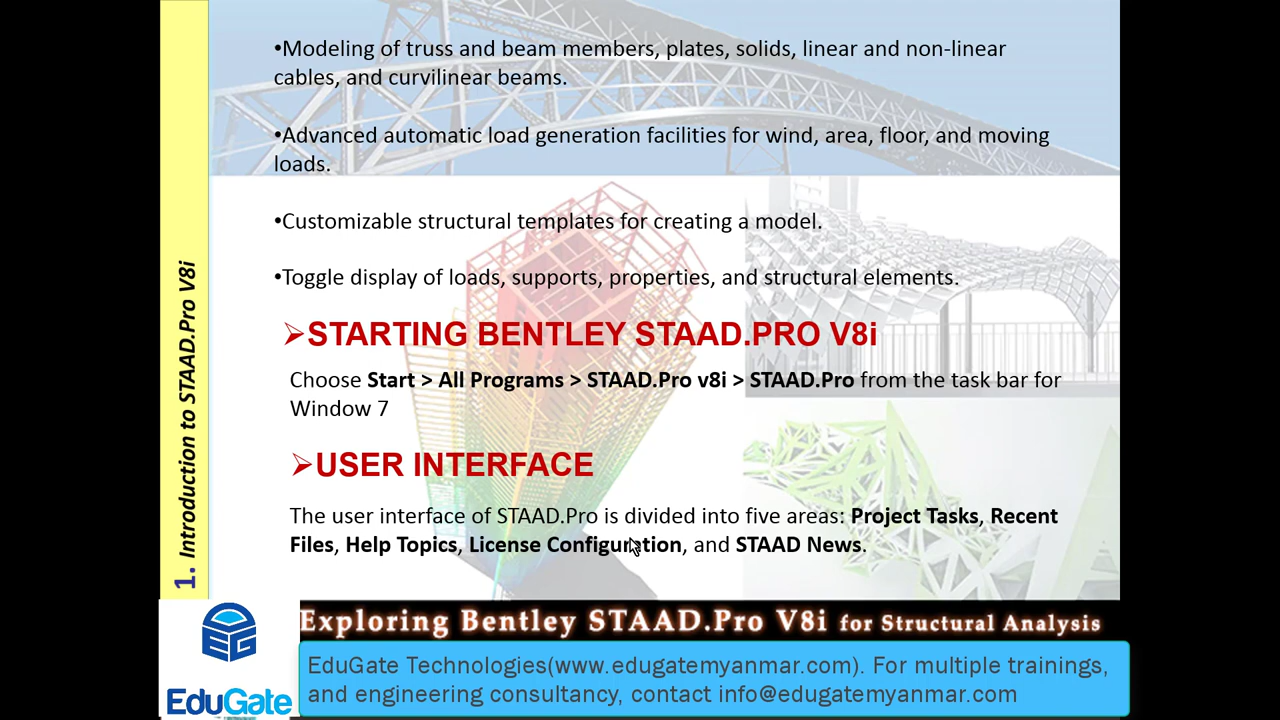 •Modeling of truss and beam members, plates, solids, linear and non-linear
cables, and curvilinear beams.
•Advanced automatic load generation facilities for wind, area, floor, and moving
loads.
•Customizable structural templates for creating a model.
•Toggle display of loads, supports, properties, and structural elements.
➢STARTING BENTLEY STAAD.PRO V8i
Choose Start > All Programs > STAAD.Pro v8i > STAAD.Pro from the task bar for
Window 7
➢USER INTERFACE
The user interface of STAAD.Pro is divided into five areas: Project Tasks, Recent
Files, Help Topics, License Configuration, and STAAD News.
1. Introduction to STAAD.Pro V8i
Exploring Bentley STAAD.Pro V8i for Structural Analysis
EduGate Technologies(www.edugatemyanmar.com). For multiple trainings,
and engineering consultancy, contact info@edugatemyanmar.com
EG
EduGate